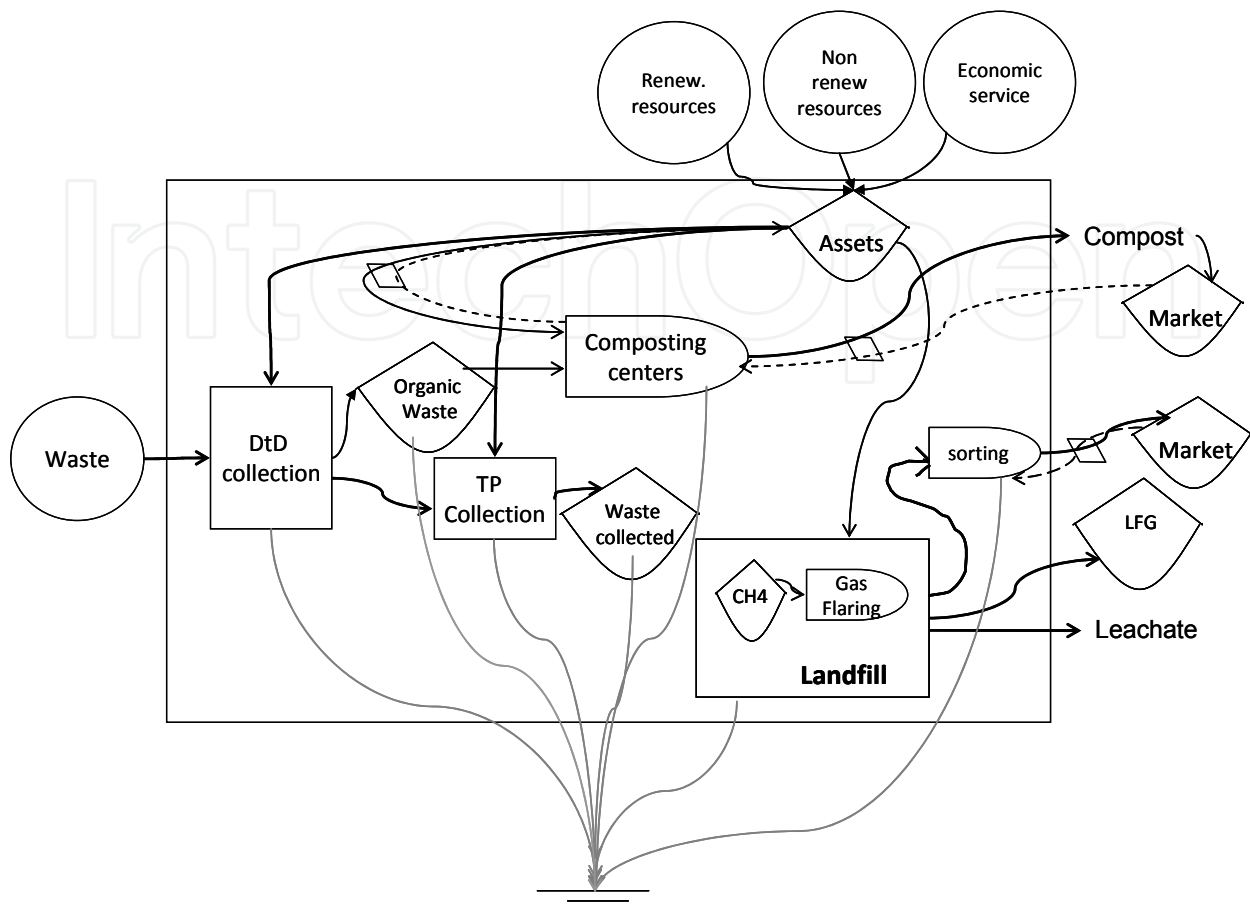 Renew.
resources
Non
renew
resources
Economic
service
IntechOpen
Assets
Compost
Market
Composting
centers
Organic
Waste
Waste
DtD
collection
TP
Collection
Waste
collected
sorting
Market
LFG
CH4
Gas
Flaring
Leachate
Landfill